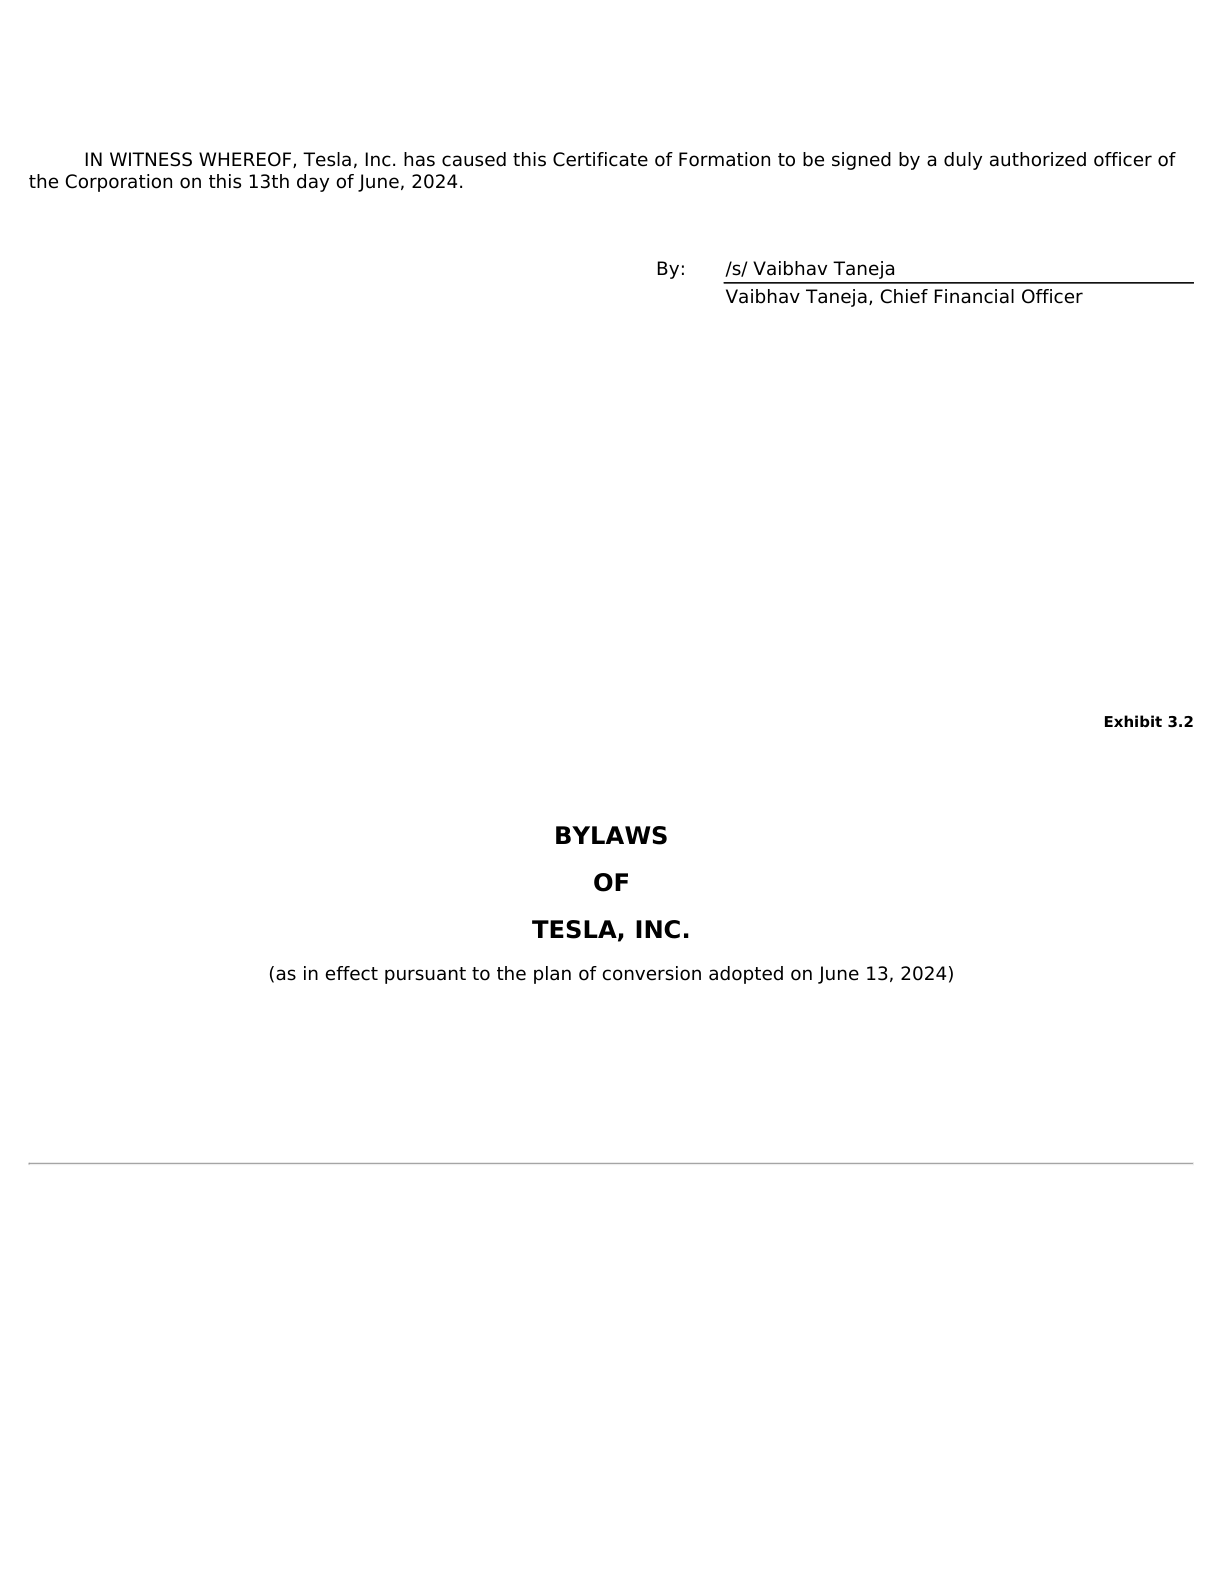 IN WITNESS WHEREOF, Tesla, Inc. has caused this Certificate of Formation to be signed by a duly authorized officer of
the Corporation on this 13th day of June, 2024.
By: /s/ Vaibhav Taneja
Vaibhav Taneja, Chief Financial Officer
Exhibit 3.2
BYLAWS
OF
TESLA, INC.
(as in effect pursuant to the plan of conversion adopted on June 13, 2024)